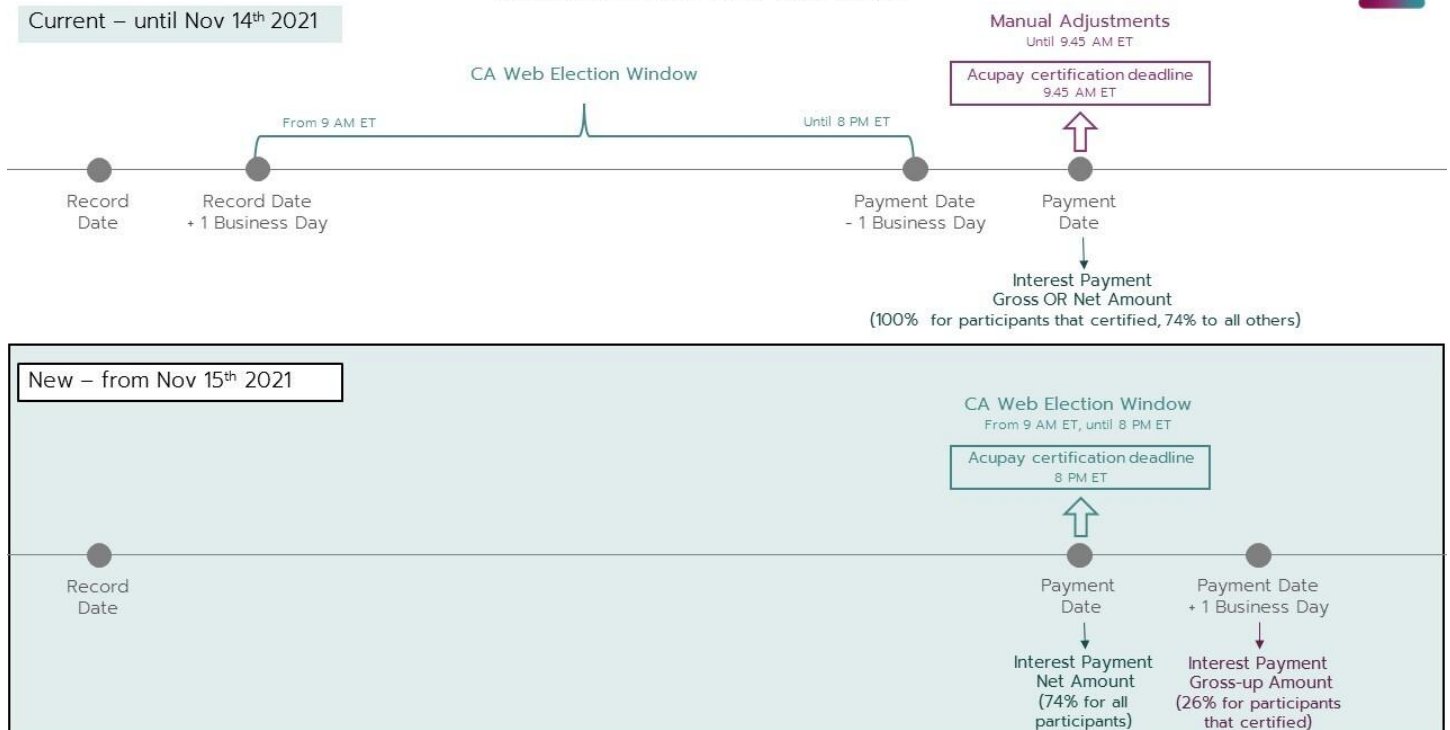 Current – until Nov 14th 2021
Manual Adjustments
Until 9.45 AM ET
CA Web Election Window
Acupay certification deadline
9.45 AM ET
From 9 AM ET
Until 8 PM ET
Record
Date
Record Date
+ 1 Business Day
Payment Date
- 1 Business Day
Payment
Date
Interest Payment
Gross OR Net Amount
(100% for participants that certified, 74% to all others)
New – from Nov 15th 2021
CA Web Election Window
From 9 AM ET, until 8 PM ET
Acupay certification deadline
8 PM ET
Record
Date
Payment
Date
Payment Date
+ 1 Business Day
Interest Payment
Net Amount
(74% for all
participants)
Interest Payment
Gross-up Amount
(26% for participants
that certified)